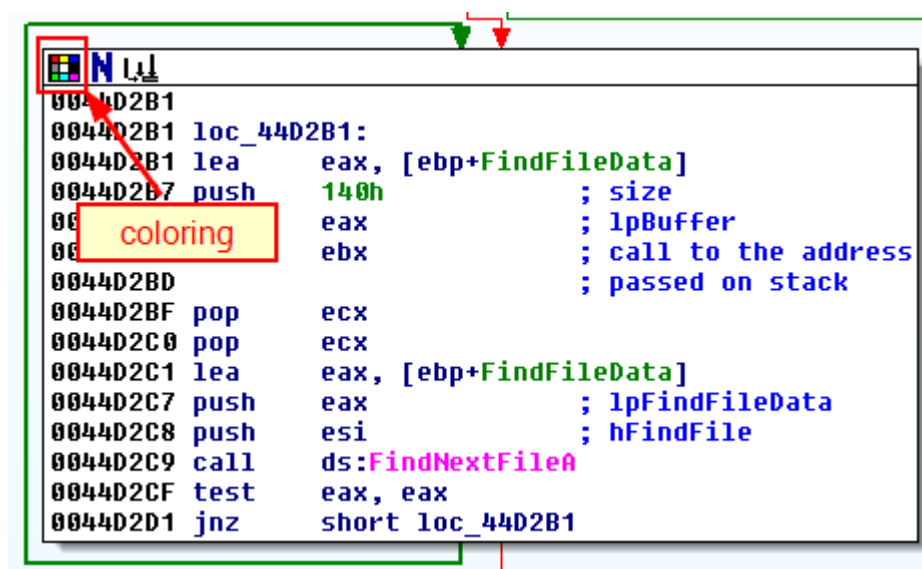 N
0044D2B1
0044D2B1 loc_44D2B1:
0044D2B1 lea eax, [ebp+FindFileData]
0044D2B7 push 140h ; size
eax ; lpBuffer
coloring
ebx ; call to the address
0044D2BD ; passed on stack
0044D2BF pop ecx
0044D2C0 pop ecx
0044D2C1 lea eax, [ebp+FindFileData]
0044D2C7 push eax ; lpFindFileData
0044D2C8 push esi ; hFindFile
0044D2C9 call ds:FindNextFileA
0044D2CF test eax, eax
0044D2D1 jnz short loc_44D2B1